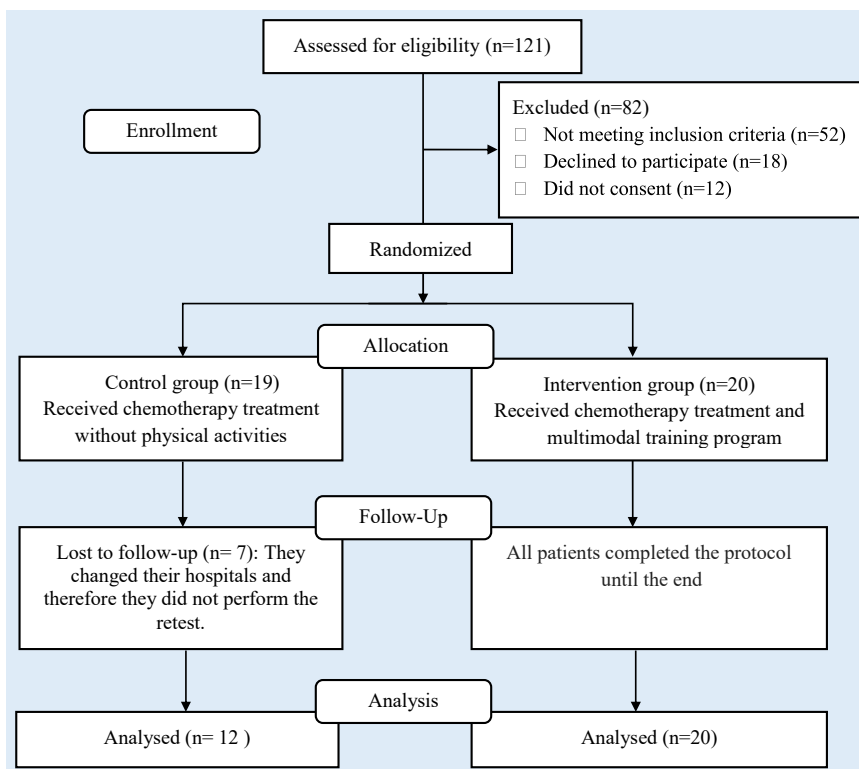 Assessed for eligibility (n=121)
Enrollment
Excluded (n=82)
Not meeting inclusion criteria (n=52)
Declined to participate (n=18)
Did not consent (n=12)
Randomized
Allocation
Control group (n=19)
Received chemotherapy treatment
without physical activities
Intervention group (n=20)
Received chemotherapy treatment and
multimodal training program
Follow-Up
Lost to follow-up (n= 7): They
changed their hospitals and
therefore they did not perform the
retest.
All patients completed the protocol
until the end
Analysis
Analysed (n= 12 )
Analysed (n=20)